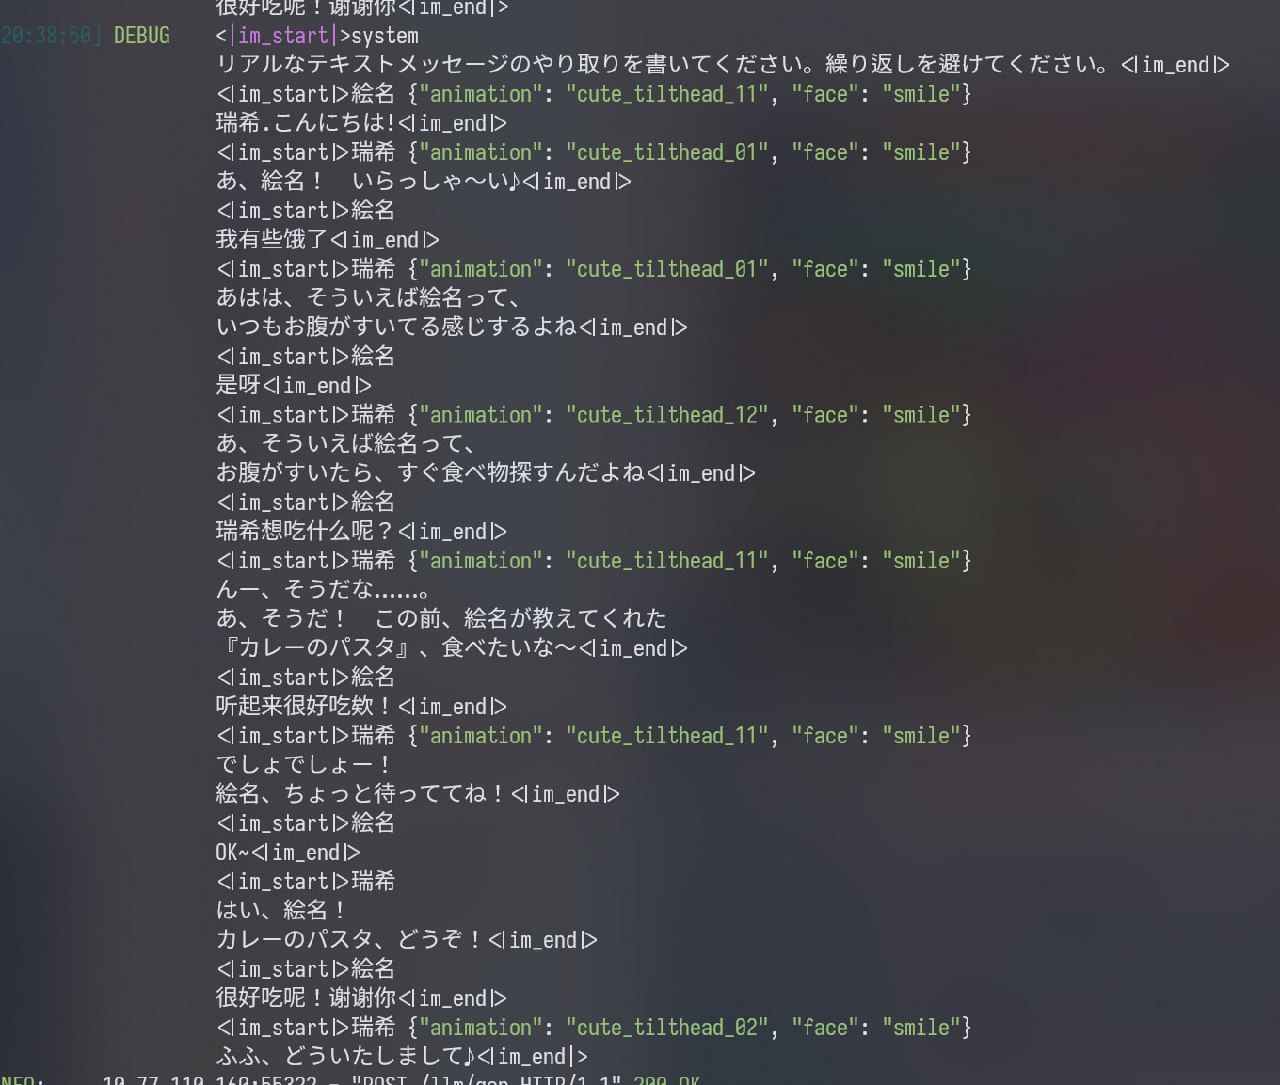 很好吃呢！谢谢你<|im_end|>
20:38:50] DEBUG <|im_start|>system
リアルなテキストメッセージのやり取りを書いてください。繰り返しを避けてください。<|im_end|>
<|im_start|>絵名 {"animation": "cute_tilthead_11", "face": "smile"}
瑞希.こんにちは!<|im_end|>
<|im_start|>瑞希 {"animation": "cute_tilthead_01", "face": "smile"}
あ、絵名！　いらっしゃ〜い♪<|im_end|>
<|im_start|>絵名
我有些饿了<|im_end|>
<|im_start|>瑞希 {"animation": "cute_tilthead_01", "face": "smile"}
あはは、そういえば絵名って、
いつもお腹がすいてる感じするよね<|im_end|>
<|im_start|>絵名
是呀<|im_end|>
<|im_start|>瑞希 {"animation": "cute_tilthead_12", "face": "smile"}
あ、そういえば絵名って、
お腹がすいたら、すぐ食べ物探すんだよね<|im_end|>
<|im_start|>絵名
瑞希想吃什么呢？<|im_end|>
<|im_start|>瑞希 {"animation": "cute_tilthead_11", "face": "smile"}
んー、そうだな……。
あ、そうだ！　この前、絵名が教えてくれた
『カレーのパスタ』、食べたいな〜<|im_end|>
<|im_start|>絵名
听起来很好吃欸！<|im_end|>
<|im_start|>瑞希 {"animation": "cute_tilthead_11", "face": "smile"}
でしょでしょー！
絵名、ちょっと待っててね！<|im_end|>
<|im_start|>絵名
OK~<|im_end|>
<|im_start|>瑞希
はい、絵名！
カレーのパスタ、どうぞ！<|im_end|>
<|im_start|>絵名
很好吃呢！谢谢你<|im_end|>
<|im_start|>瑞希 {"animation": "cute_tilthead_02", "face": "smile"}
ふふ、どういたしまして♪<|im_end|>
NFO: 10.77.110.160:55322 - "POST /llm/gen HTTP/1.1" 200 OK